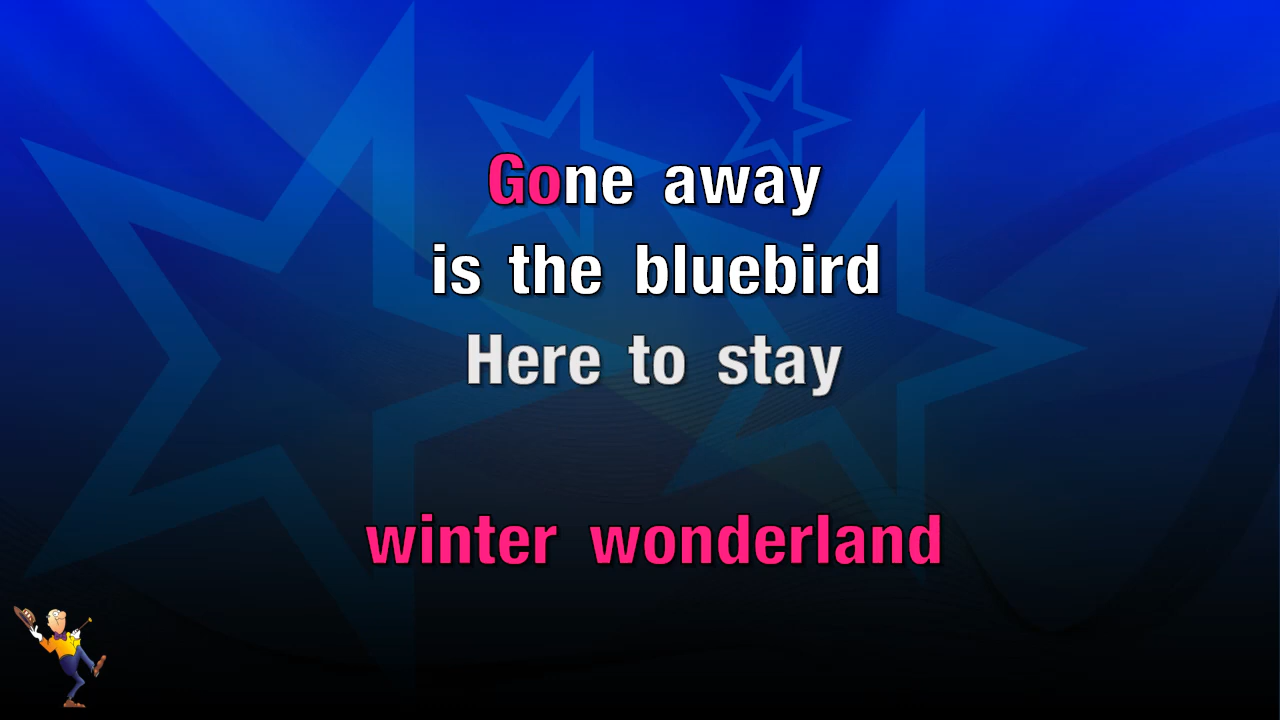 Gone away
is the bluebird
Here to stay
winter wonderland